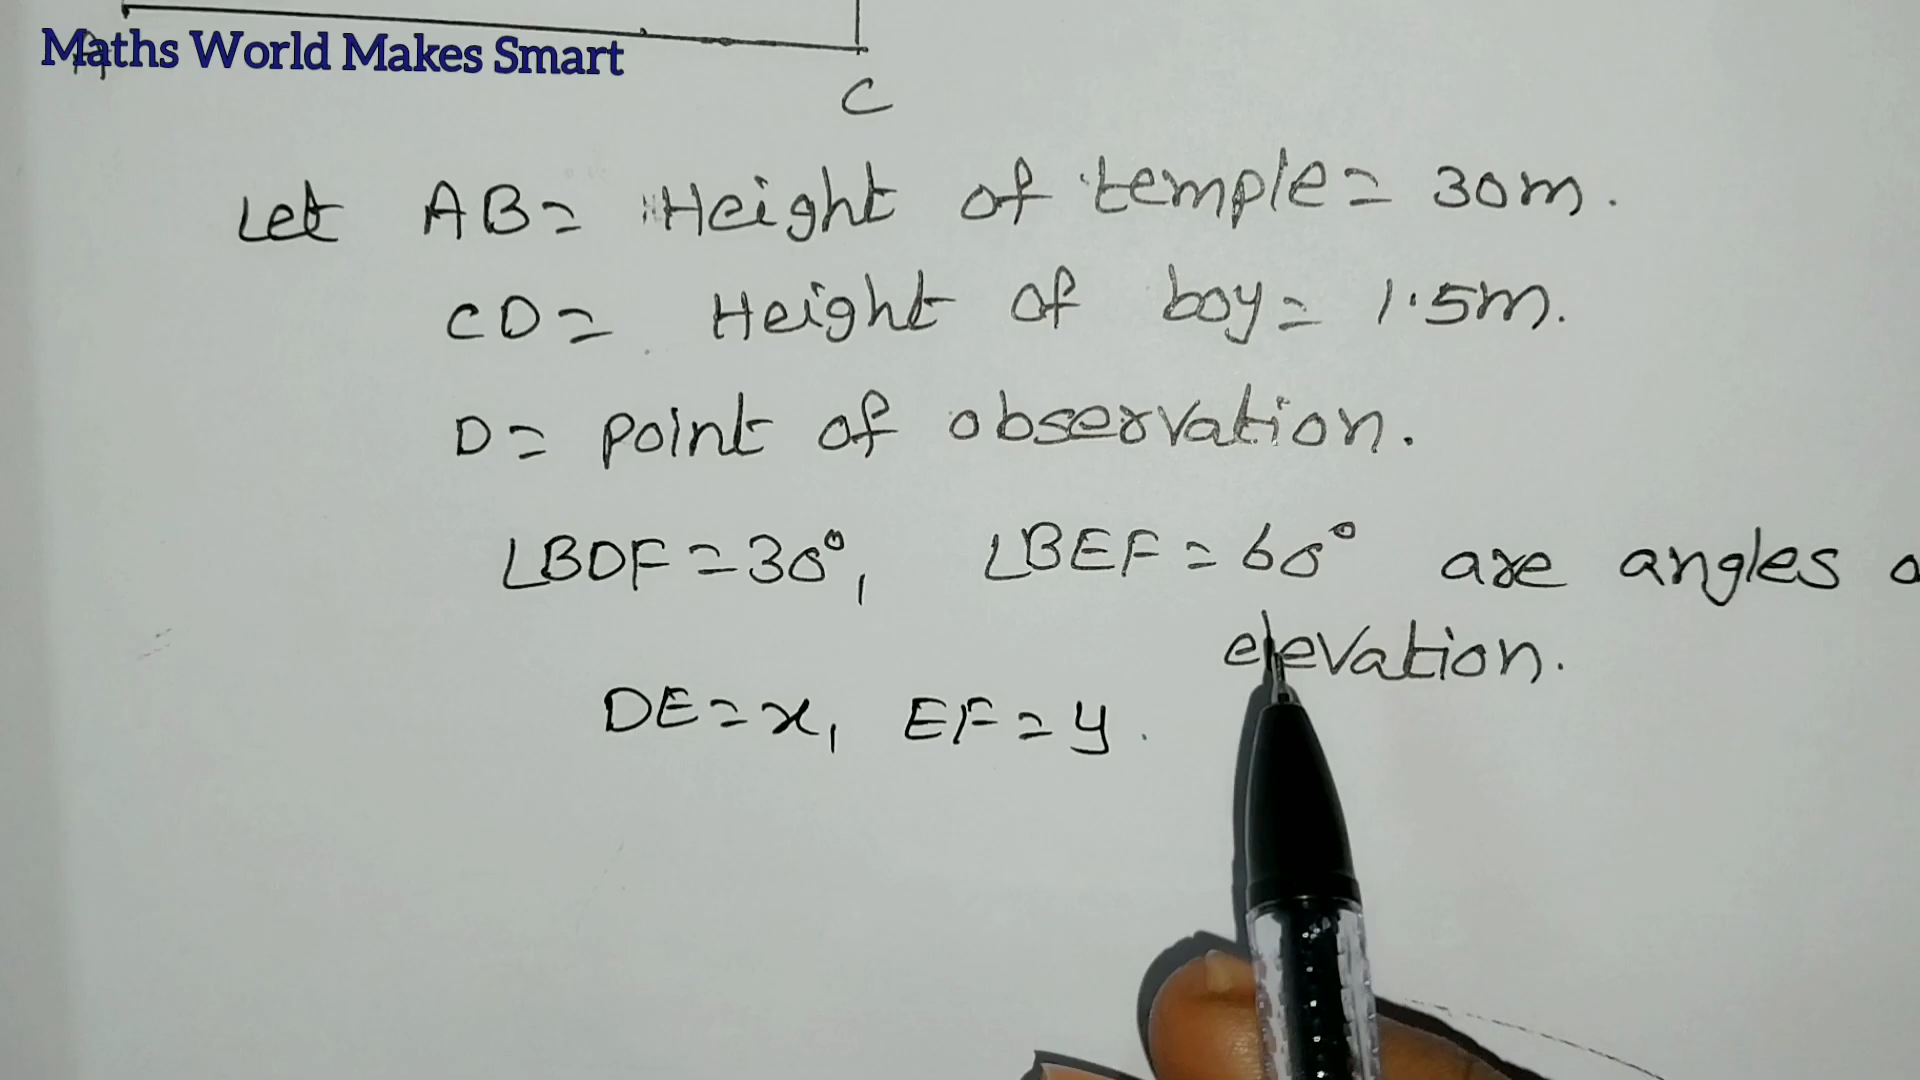 Maths World Makes Smart
A
C
Let AB = Height of temple = 30m.
CD = Height of boy = 1.5m.
D = point of observation.
∠BDF = 30°, ∠BEF = 60° are angles o
elevation.
DE = x, EF = y.